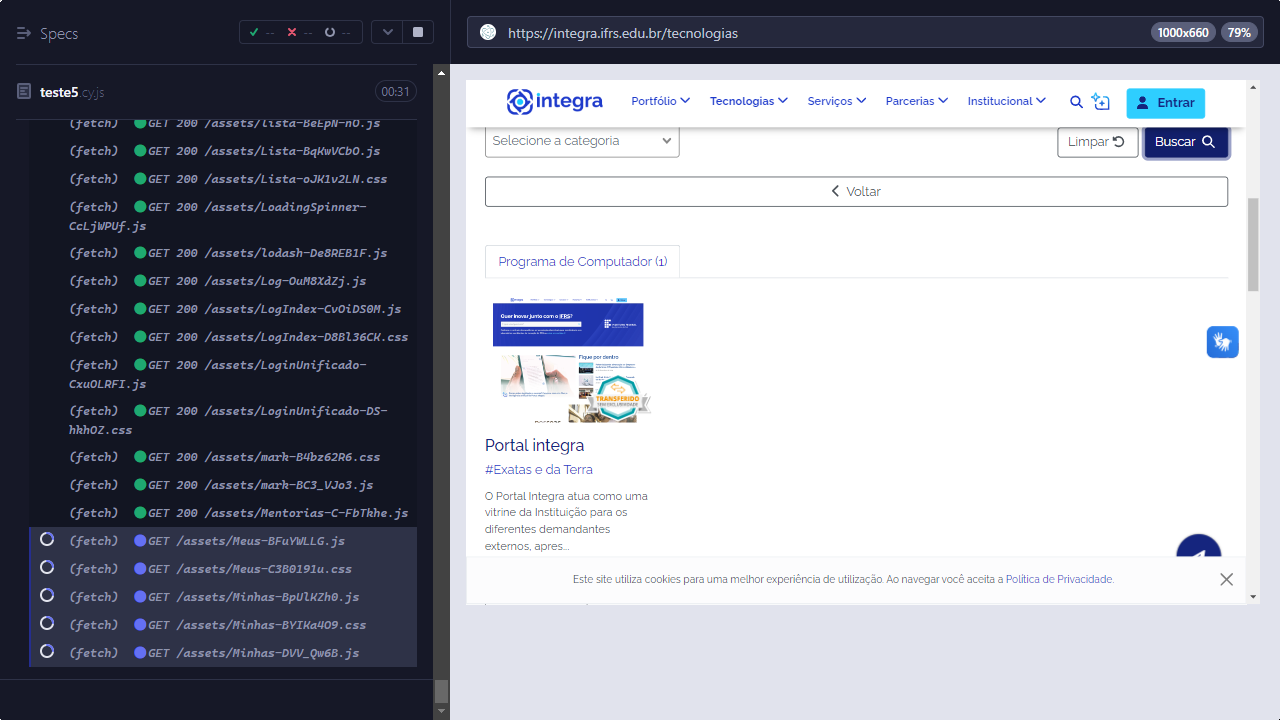 Specs
--
--
--
https://integra.ifrs.edu.br/tecnologias
1000x660
79%
teste5.cy.js
00:31
(fetch) GET 200 /assets/lista-BeEpN-nO.js
(fetch) GET 200 /assets/Lista-BqKwVCbO.js
(fetch) GET 200 /assets/Lista-oJK1v2LN.css
(fetch) GET 200 /assets/LoadingSpinner-
CcLjWPUf.js
(fetch) GET 200 /assets/lodash-De8REB1F.js
(fetch) GET 200 /assets/Log-OuM8XdZj.js
(fetch) GET 200 /assets/LogIndex-CvOiDS0M.js
(fetch) GET 200 /assets/LogIndex-D8Bl36CK.css
(fetch) GET 200 /assets/LoginUnificado-
CxuOLRFI.js
(fetch) GET 200 /assets/LoginUnificado-DS-
hkhOZ.css
(fetch) GET 200 /assets/mark-B4bz62R6.css
(fetch) GET 200 /assets/mark-BC3_VJo3.js
(fetch) GET 200 /assets/Mentorias-C-FbTkhe.js
(fetch) GET /assets/Meus-BFuYWLLG.js
(fetch) GET /assets/Meus-C3B0191u.css
(fetch) GET /assets/Minhas-BpUlKZh0.js
(fetch) GET /assets/Minhas-BYIKa4O9.css
(fetch) GET /assets/Minhas-DVV_Qw6B.js
integra
Portfólio
Tecnologias
Serviços
Parcerias
Institucional
Entrar
Selecione a categoria
Limpar
Buscar
Voltar
Programa de Computador (1)
Quer inovar junto com o IFRS?
Fique por dentro
TRANSFERIDO
Portal integra
#Exatas e da Terra
O Portal Integra atua como uma
vitrine da Instituição para os
diferentes demandantes
externos, apres...
Este site utiliza cookies para uma melhor experiência de utilização. Ao navegar você aceita a Política de Privacidade.